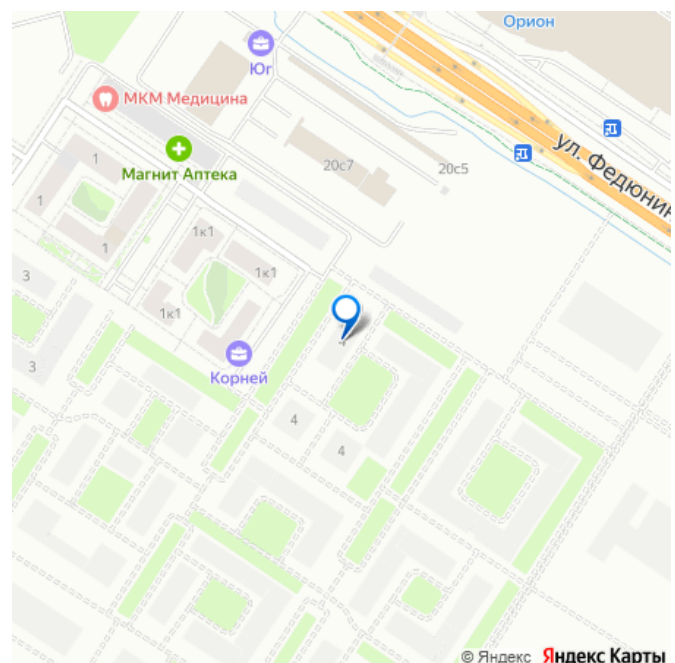 Орион
Юг
МКМ Медицина
ул. Федюнин
Магнит Аптека
20с7
20с5
1
1
1
1к1
1к1
1к1
3
3
4
Корней
4
4
© Яндекс Яндекс Карты